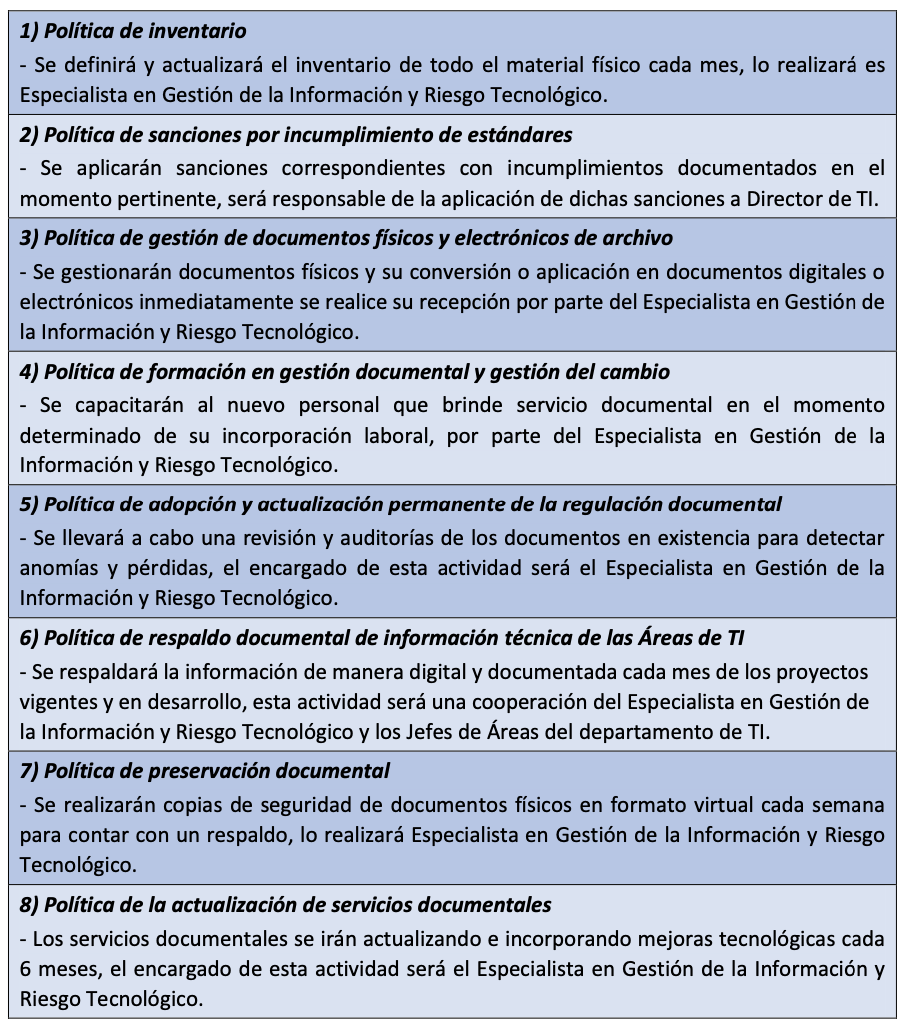 1) Política de inventario
- Se definirá y actualizará el inventario de todo el material físico cada mes, lo realizará es
Especialista en Gestión de la Información y Riesgo Tecnológico.
2) Política de sanciones por incumplimiento de estándares
- Se aplicarán sanciones correspondientes con incumplimientos documentados en el
momento pertinente, será responsable de la aplicación de dichas sanciones a Director de TI.
3) Política de gestión de documentos físicos y electrónicos de archivo
- Se gestionarán documentos físicos y su conversión o aplicación en documentos digitales o
electrónicos inmediatamente se realice su recepción por parte del Especialista en Gestión de
la Información y Riesgo Tecnológico.
4) Política de formación en gestión documental y gestión del cambio
- Se capacitarán al nuevo personal que brinde servicio documental en el momento
determinado de su incorporación laboral, por parte del Especialista en Gestión de la
Información y Riesgo Tecnológico.
5) Política de adopción y actualización permanente de la regulación documental
- Se llevará a cabo una revisión y auditorías de los documentos en existencia para detectar
anomías y pérdidas, el encargado de esta actividad será el Especialista en Gestión de la
Información y Riesgo Tecnológico.
6) Política de respaldo documental de información técnica de las Áreas de TI
- Se respaldará la información de manera digital y documentada cada mes de los proyectos
vigentes y en desarrollo, esta actividad será una cooperación del Especialista en Gestión de
la Información y Riesgo Tecnológico y los Jefes de Áreas del departamento de TI.
7) Política de preservación documental
- Se realizarán copias de seguridad de documentos físicos en formato virtual cada semana
para contar con un respaldo, lo realizará Especialista en Gestión de la Información y Riesgo
Tecnológico.
8) Política de la actualización de servicios documentales
- Los servicios documentales se irán actualizando e incorporando mejoras tecnológicas cada
6 meses, el encargado de esta actividad será el Especialista en Gestión de la Información y
Riesgo Tecnológico.